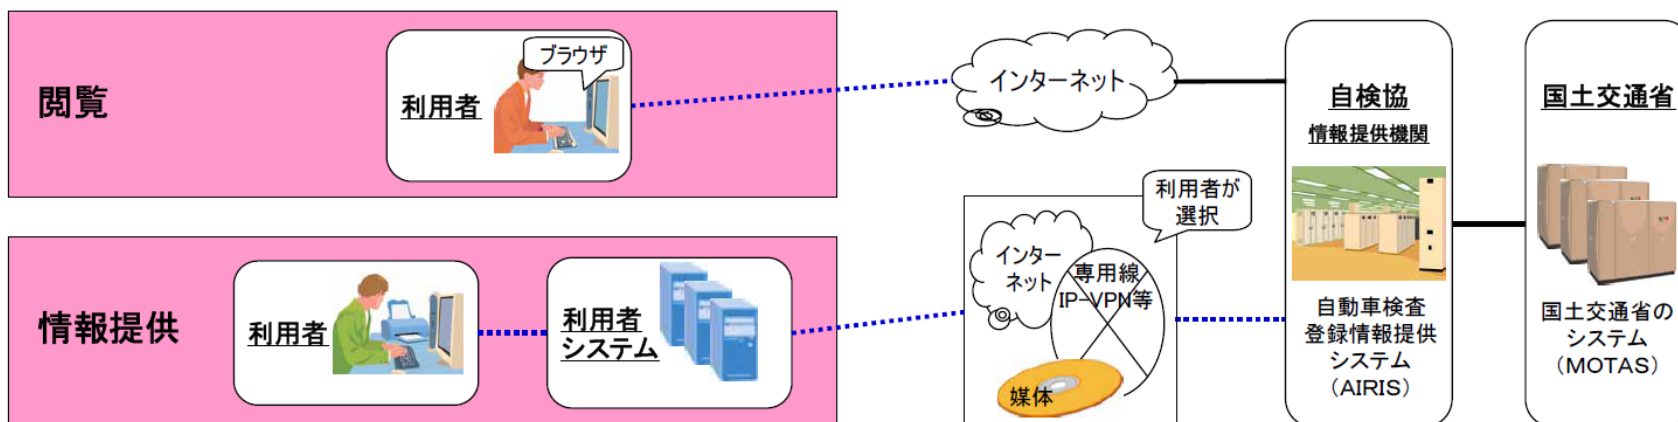 閲覧
利用者
ブラウザ
インターネット
自検協
情報提供機関
国土交通省
情報提供
利用者
利用者
システム
利用者が
選択
インター
ネット
専用線
IP-VPN等
媒体
自動車検査
登録情報提供
システム
(AIRIS)
国土交通省の
システム
(MOTAS)